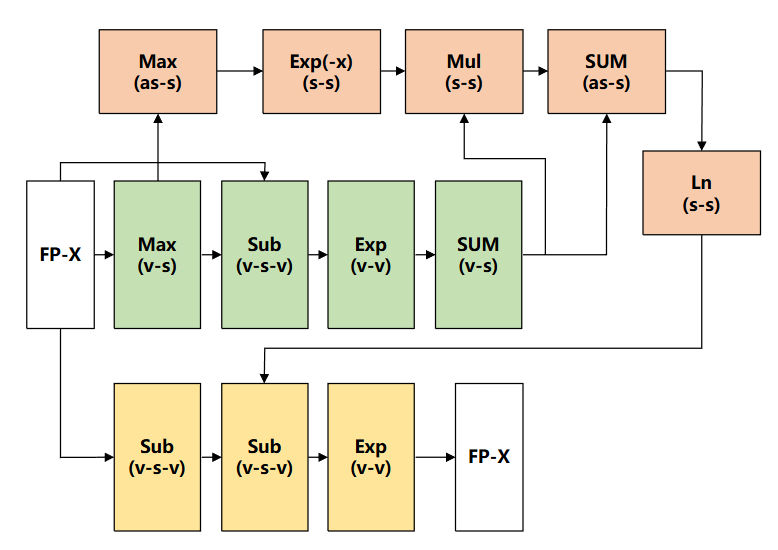 Max
(as-s)
Exp(-x)
(s-s)
Mul
(s-s)
SUM
(as-s)
Ln
(s-s)
FP-X
Max
(v-s)
Sub
(v-s-v)
Exp
(v-v)
SUM
(v-s)
Sub
(v-s-v)
Sub
(v-s-v)
Exp
(v-v)
FP-X